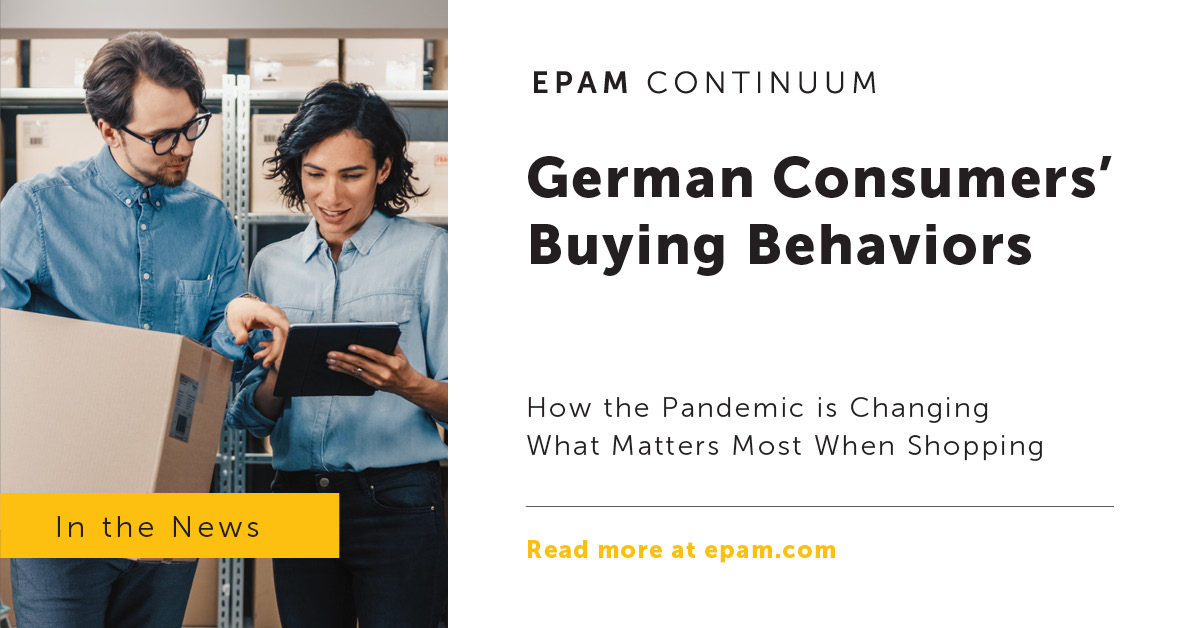 EPAM CONTINUUM
German Consumers’
Buying Behaviors
How the Pandemic is Changing
What Matters Most When Shopping
In the News
Read more at epam.com